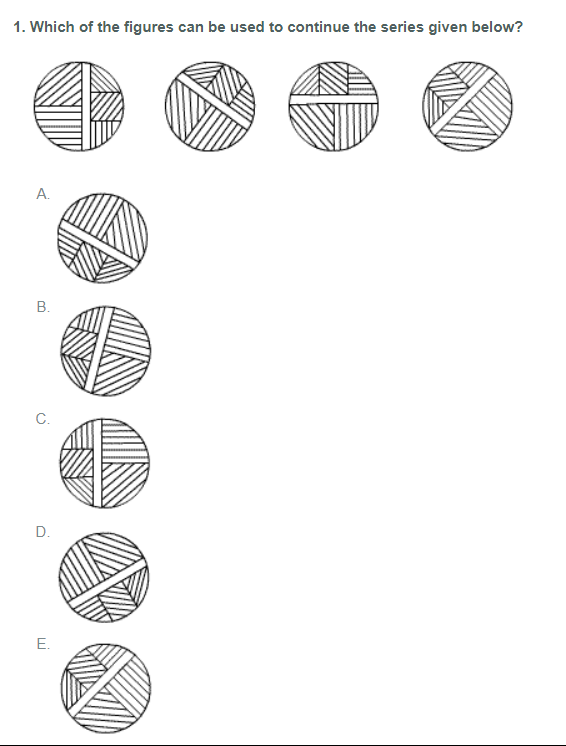 1. Which of the figures can be used to continue the series given below?
A.
B.
C.
D.
E.